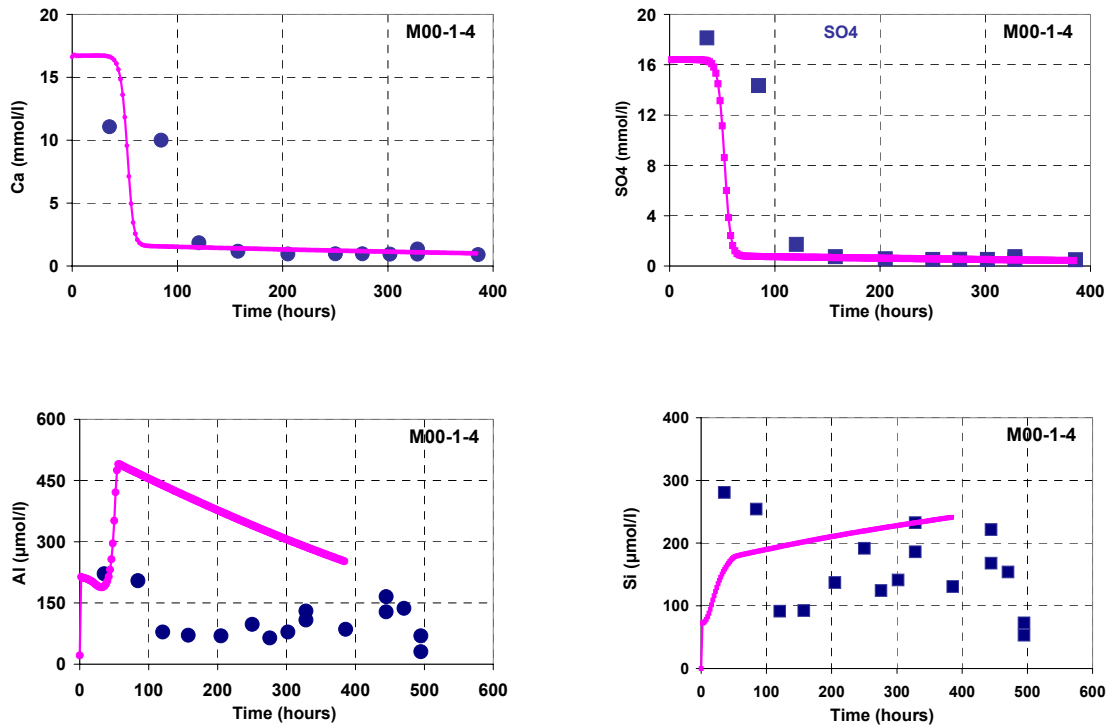 M00-1-4
Ca (mmol/l)
20
15
10
5
0
0 100 200 300 400
Time (hours)
SO4 M00-1-4
SO4 (mmol/l)
20
16
12
8
4
0
0 100 200 300 400
Time (hours)
M00-1-4
Al (µmol/l)
600
450
300
150
0
0 100 200 300 400 500 600
Time (hours)
M00-1-4
Si (µmol/l)
400
300
200
100
0
0 100 200 300 400 500 600
Time (hours)